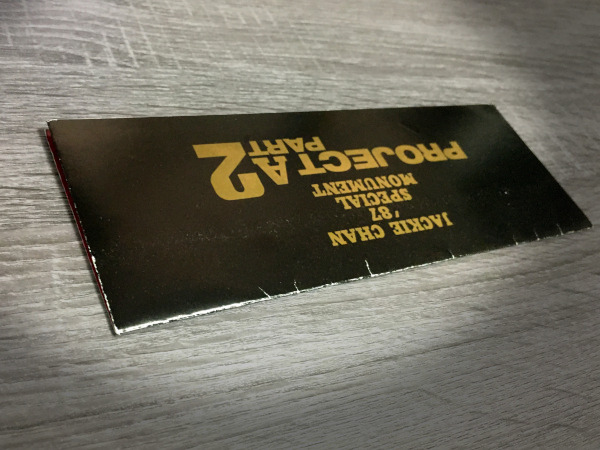 JACKIE CHAN
'87
SPECIAL
MONUMENT
PROJECT A
PART 2